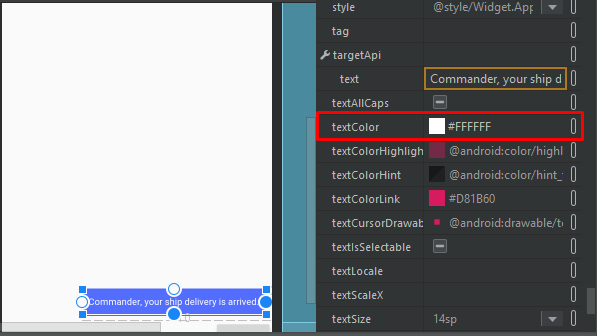 style @style/Widget.App
tag
targetApi
text Commander, your ship d
textAllCaps
textColor #FFFFFF
textColorHighligh @android:color/highl
textColorHint @android:color/hint_
textColorLink #D81B60
textCursorDrawab @android:drawable/te
textIsSelectable
textLocale
textScaleX
textSize 14sp
Commander, your ship delivery is arrived.